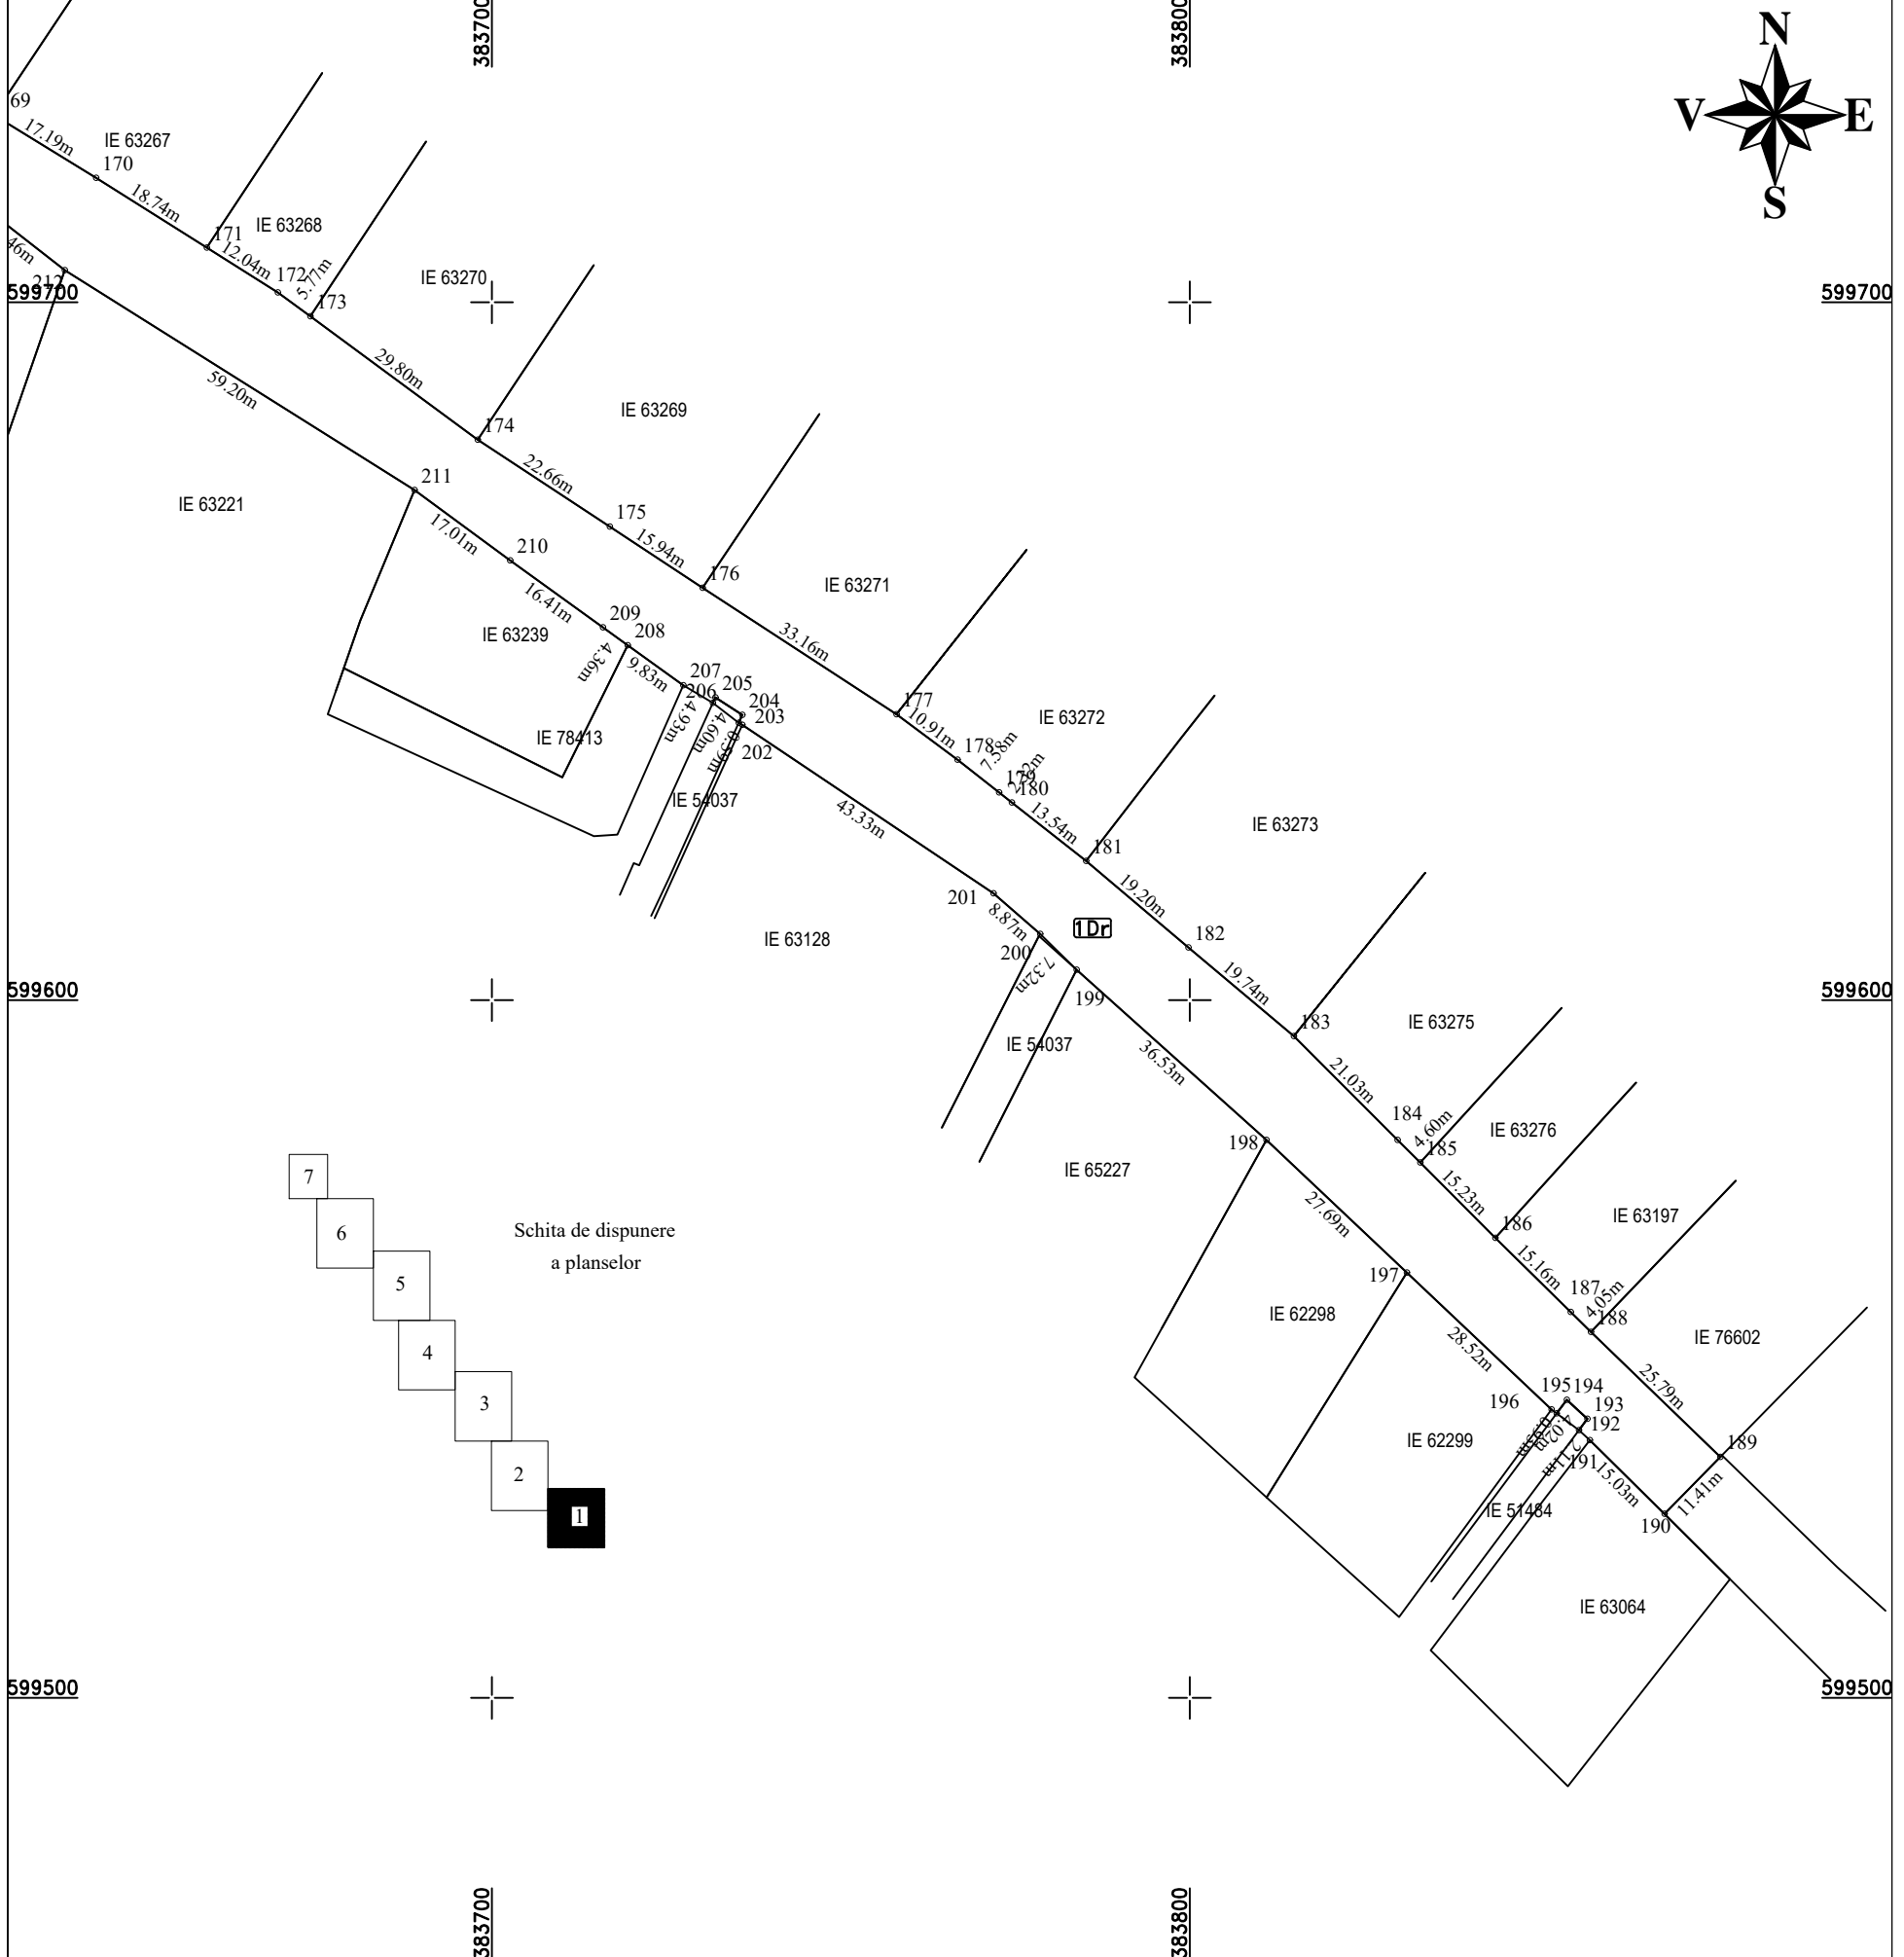 383700
383800
N
V
E
S
69
17.19m
IE 63267
170
18.74m
171
IE 63268
12.04m
172
5.77m
173
46m
212
599700
599700
IE 63270
29.80m
59.20m
IE 63269
174
22.66m
211
IE 63221
175
17.01m
15.94m
210
176
IE 63271
16.41m
209
208
IE 63239
4.36m
9.83m
33.16m
207
206
205
204
203
202
4.93m
4.60m
0.59m
IE 78413
IE 54037
177
10.91m
IE 63272
178
7.58m
179
180
13.54m
43.33m
IE 63273
181
201
19.20m
8.87m
1Dr
IE 63128
200
182
7.32m
19.74m
599600
599600
199
183
IE 63275
IE 54037
36.53m
21.03m
184
4.60m
185
IE 63276
198
IE 65227
15.23m
7
6
5
4
3
2
1
Schita de dispunere
a planselor
27.69m
186
IE 63197
15.16m
197
187
4.05m
188
IE 62298
IE 76602
28.52m
25.79m
196
195
194
193
192
0.93m
4.02m
IE 62299
191
189
15.03m
11.41m
IE 51484
190
IE 63064
599500
599500
383700
383800